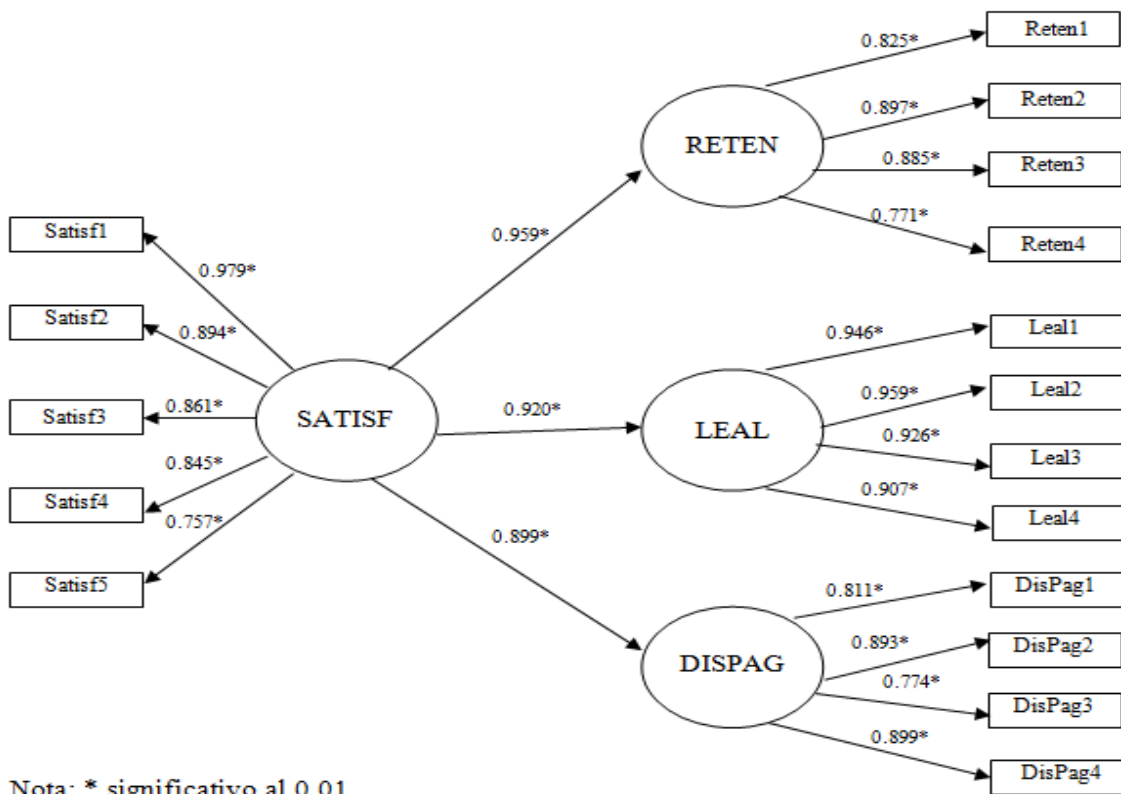 0.825*
Reten1
0.897*
Reten2
RETEN
0.885*
Reten3
0.771*
Reten4
Satisf1
0.979*
0.959*
Satisf2
0.894*
Satisf3
0.861*
SATISF
0.920*
0.946*
Leal1
0.959*
Leal2
LEAL
0.926*
Leal3
0.907*
Leal4
Satisf4
0.845*
0.757*
Satisf5
0.899*
0.811*
DisPag1
0.893*
DisPag2
DISPAG
0.774*
DisPag3
0.899*
DisPag4
Nota: * significativo al 0.01